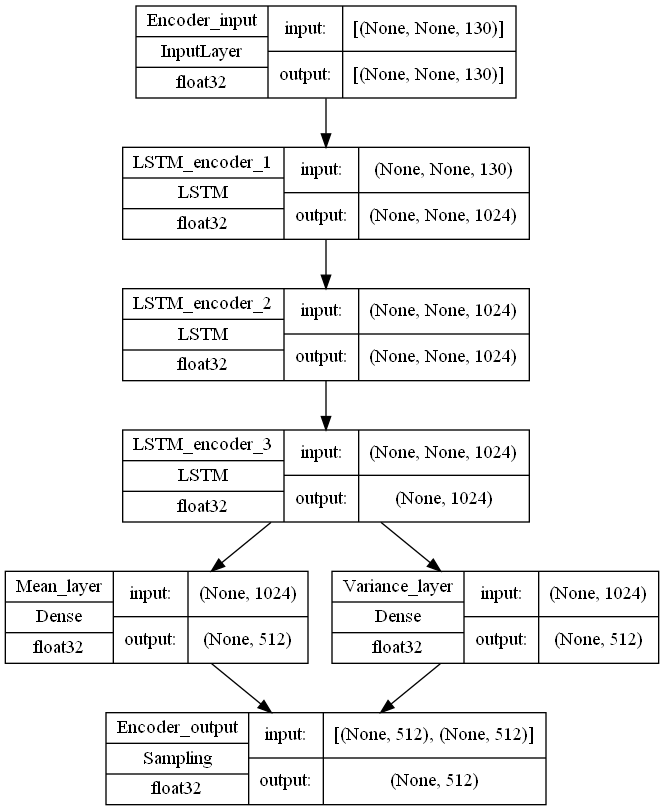 Encoder_input
InputLayer
float32
input: [(None, None, 130)]
output: [(None, None, 130)]
LSTM_encoder_1
LSTM
float32
input: (None, None, 130)
output: (None, None, 1024)
LSTM_encoder_2
LSTM
float32
input: (None, None, 1024)
output: (None, None, 1024)
LSTM_encoder_3
LSTM
float32
input: (None, None, 1024)
output: (None, 1024)
Mean_layer
Dense
float32
input: (None, 1024)
output: (None, 512)
Variance_layer
Dense
float32
input: (None, 1024)
output: (None, 512)
Encoder_output
Sampling
float32
input: [(None, 512), (None, 512)]
output: (None, 512)